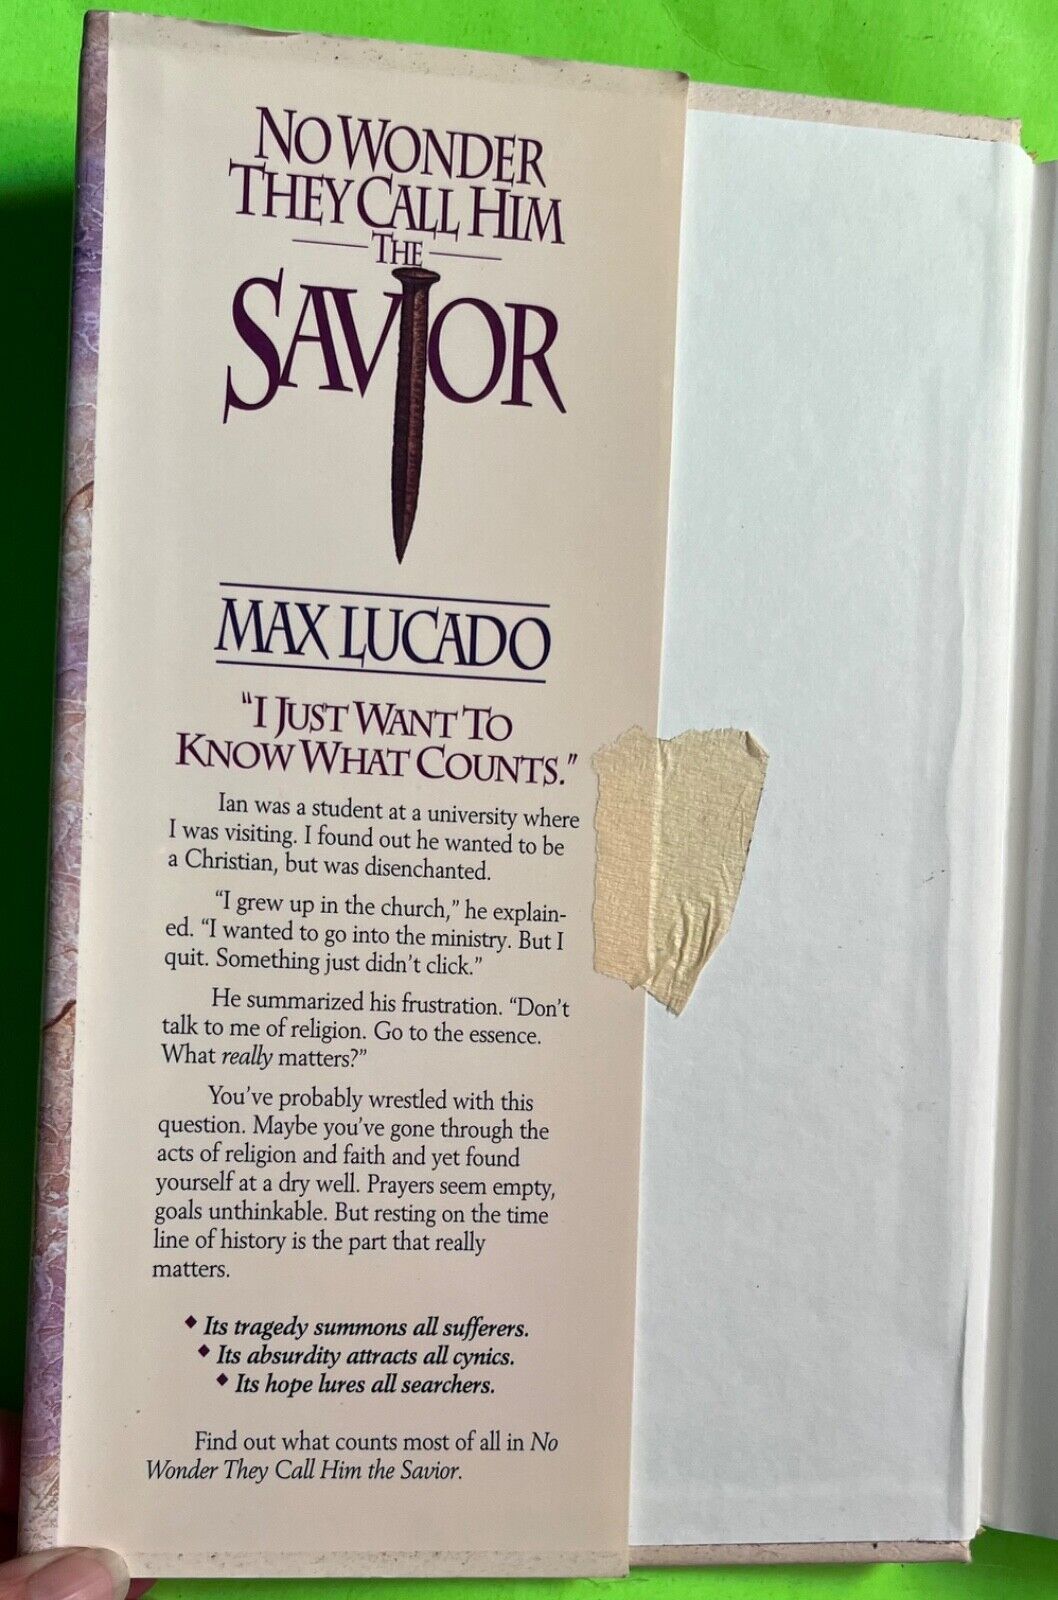 NO WONDER
THEY CALL HIM
THE
SAVIOR
MAX LUCADO
"I JUST WANT TO
KNOW WHAT COUNTS."
Ian was a student at a university where
I was visiting. I found out he wanted to be
a Christian, but was disenchanted.
"I grew up in the church," he explain-
ed. "I wanted to go into the ministry. But I
quit. Something just didn't click."
He summarized his frustration. "Don't
talk to me of religion. Go to the essence.
What really matters?"
You've probably wrestled with this
question. Maybe you've gone through the
acts of religion and faith and yet found
yourself at a dry well. Prayers seem empty,
goals unthinkable. But resting on the time
line of history is the part that really
matters.
◆ Its tragedy summons all sufferers.
◆ Its absurdity attracts all cynics.
◆ Its hope lures all searchers.
Find out what counts most of all in No
Wonder They Call Him the Savior.